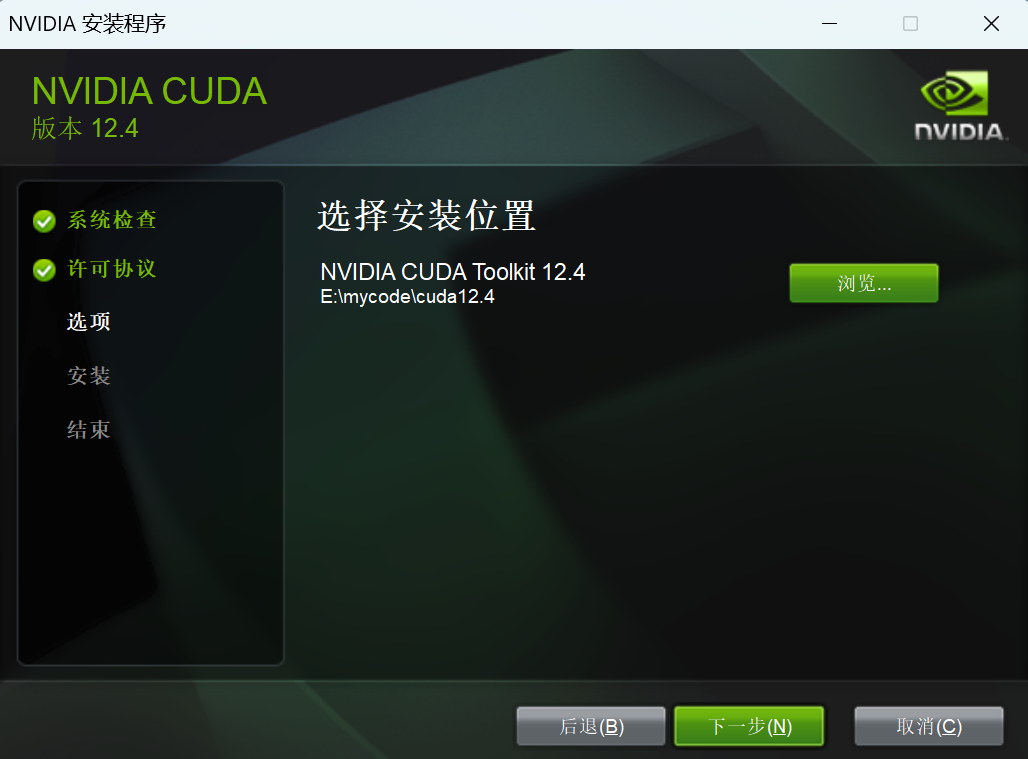 NVIDIA 安装程序
NVIDIA CUDA
版本 12.4
NVIDIA.
系统检查
许可协议
选项
安装
结束
选择安装位置
NVIDIA CUDA Toolkit 12.4
E:\mycode\cuda12.4
浏览...
后退(B)
下一步(N)
取消(C)